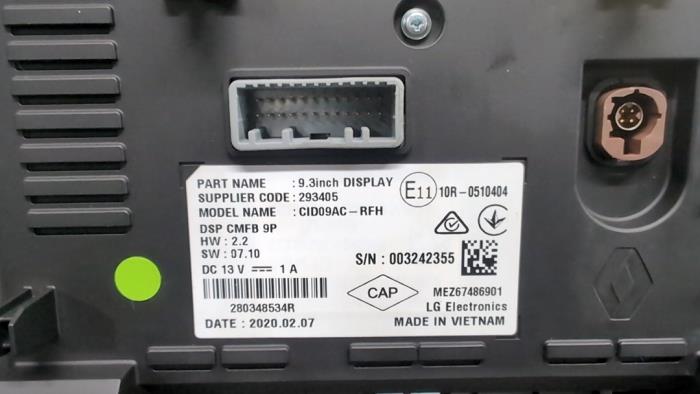 PART NAME : 9.3inch DISPLAY
SUPPLIER CODE : 293405
MODEL NAME : CID09AC-RFH
DSP CMFB 9P
HW : 2.2
SW : 07.10
DC 13 V ⎓ 1 A
280348534R
DATE : 2020.02.07
E11 10R-0510404
S/N : 003242355
CAP
MEZ67486901
LG Electronics
MADE IN VIETNAM